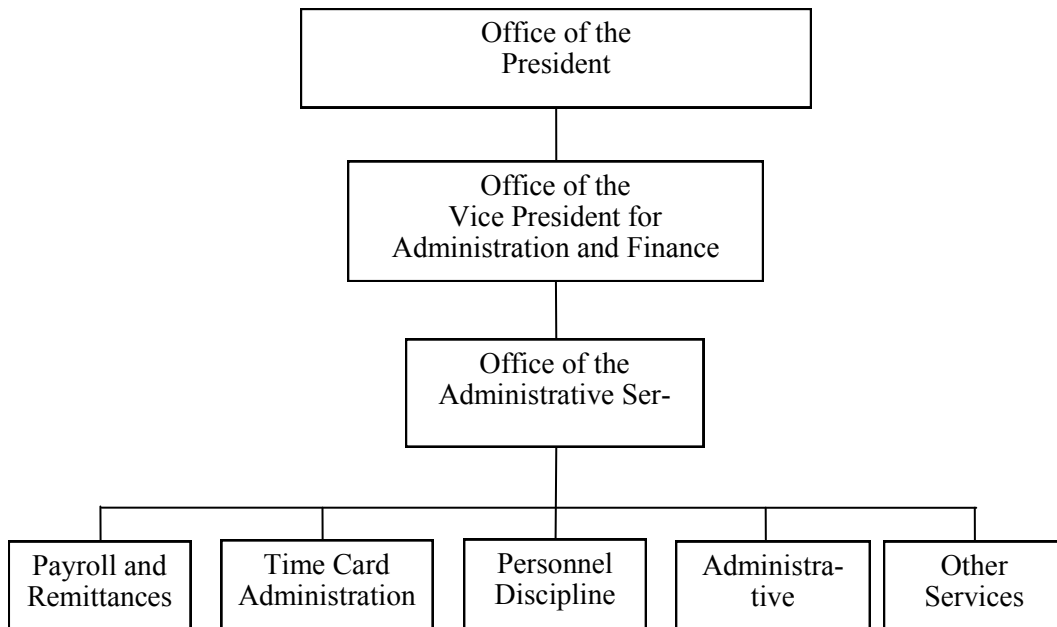 Office of the
President
Office of the
Vice President for
Administration and Finance
Office of the
Administrative Ser-
Payroll and
Remittances
Time Card
Administration
Personnel
Discipline
Administra-
tive
Other
Services